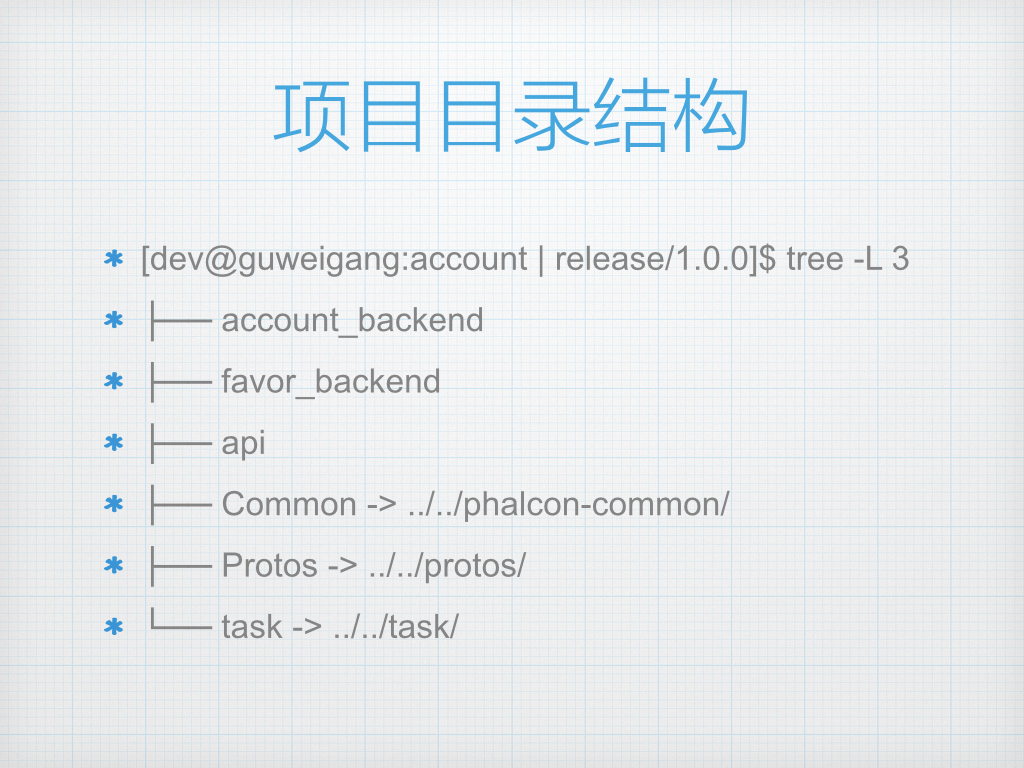 项目目录结构
✱ [dev@guweigang:account | release/1.0.0]$ tree -L 3
✱ ├── account_backend
✱ ├── favor_backend
✱ ├── api
✱ ├── Common -> ../../phalcon-common/
✱ ├── Protos -> ../../protos/
✱ └── task -> ../../task/